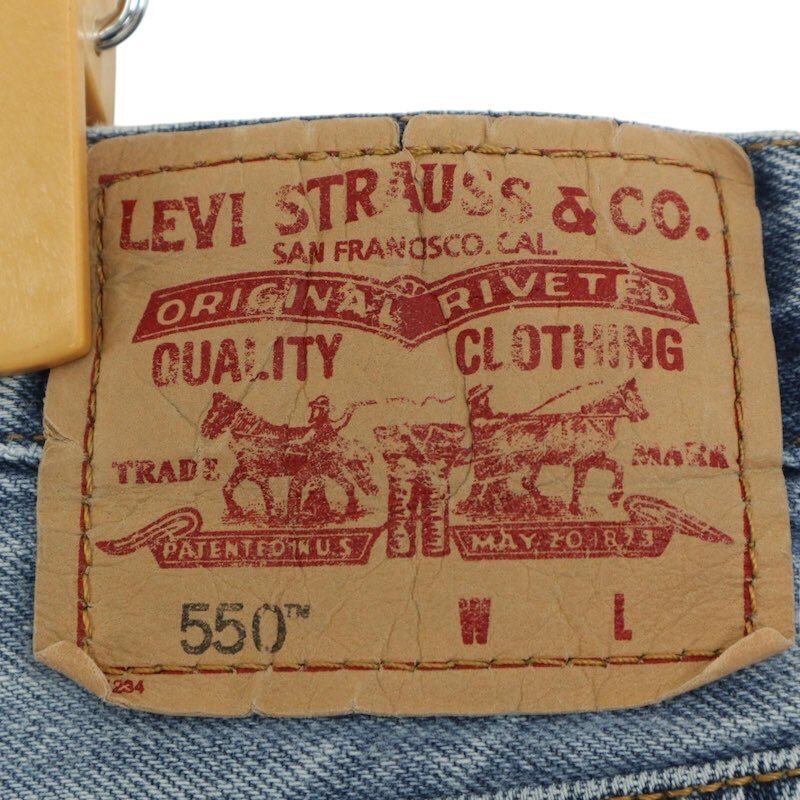 LEVI STRAUSS & CO.
SAN FRANCISCO. CAL.
ORIGINAL RIVETED
QUALITY CLOTHING
TRADE MARK
PATENTED IN U.S. MAY 20 1873
550™ W L
234